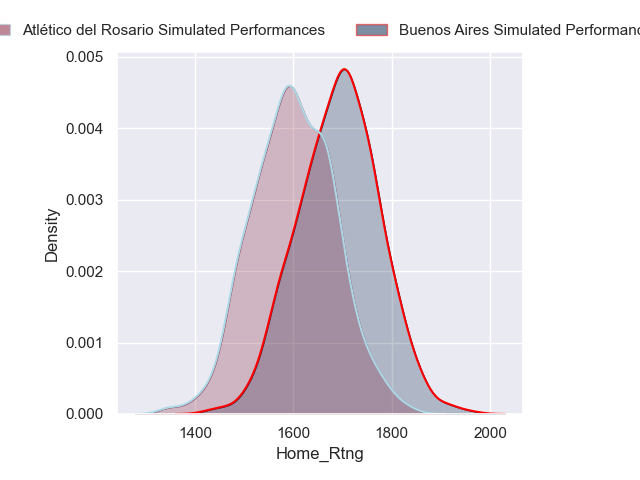 Atlético del Rosario Simulated Performances
Buenos Aires Simulated
0.005
0.004
0.003
0.002
0.001
0.000
Density
1400 1600 1800 2000
Home_Rtng